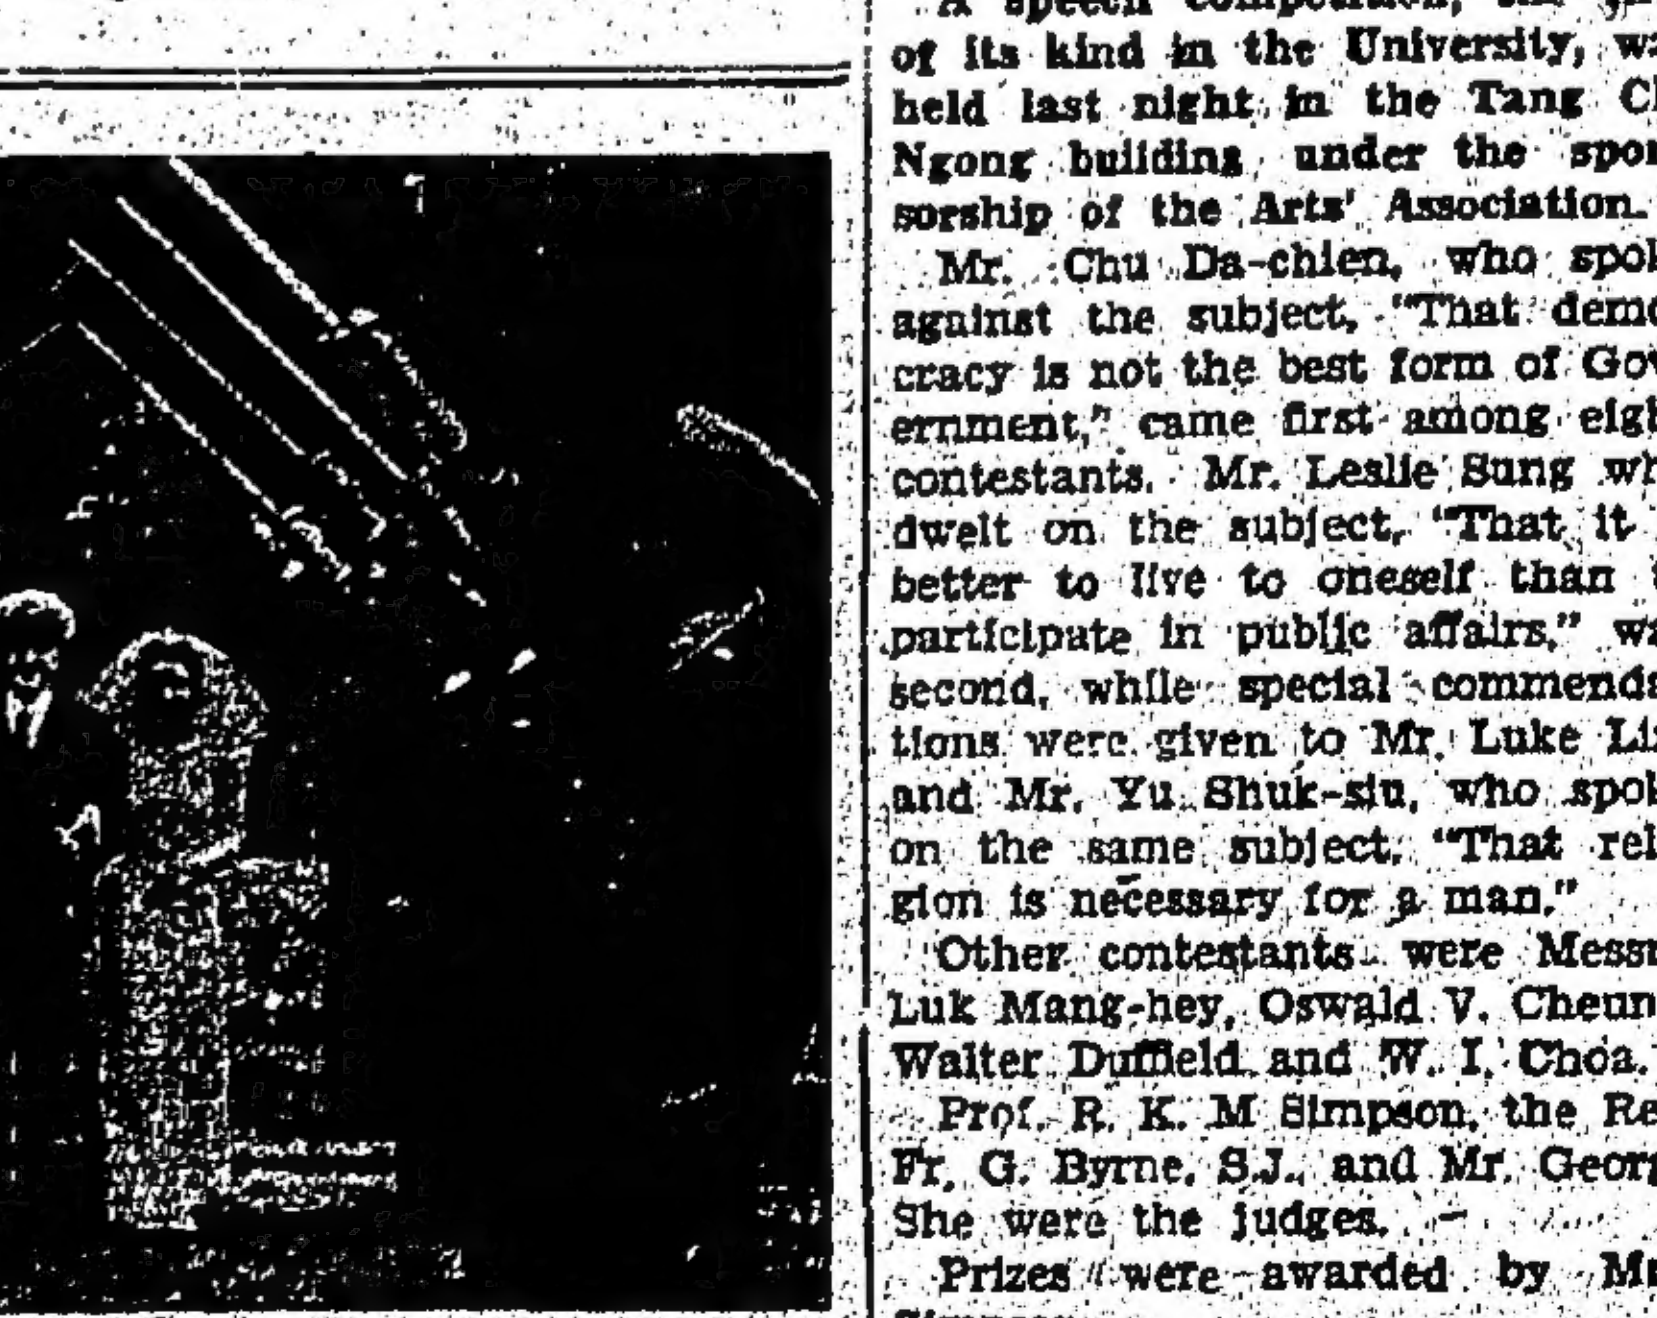 A speech competition, the
of its kind in the University, wa
held last night in the Tang Ch
Ngong building, under the spon
sorship of the Arts' Association.
Mr. Chu Da-chien, who spok
against the subject, "That demo
cracy is not the best form of Gov
ernment," came first among eigh
contestants. Mr. Leslie Sung wh
dwelt on the subject, "That it
better to live to oneself than t
participate in public affairs," wa
second, while special commenda
tions were given to Mr. Luke Li
and Mr. Yu Shuk-siu, who spok
on the same subject, "That rel
gion is necessary for a man."
Other contestants were Messr
Luk Mang-hey, Oswald V. Cheun
Walter Duffield and W. I. Choa.
Prof. R. K. M Simpson, the Re
Fr. G. Byrne, S.J., and Mr. Georg
She were the judges.
Prizes were awarded by Mr